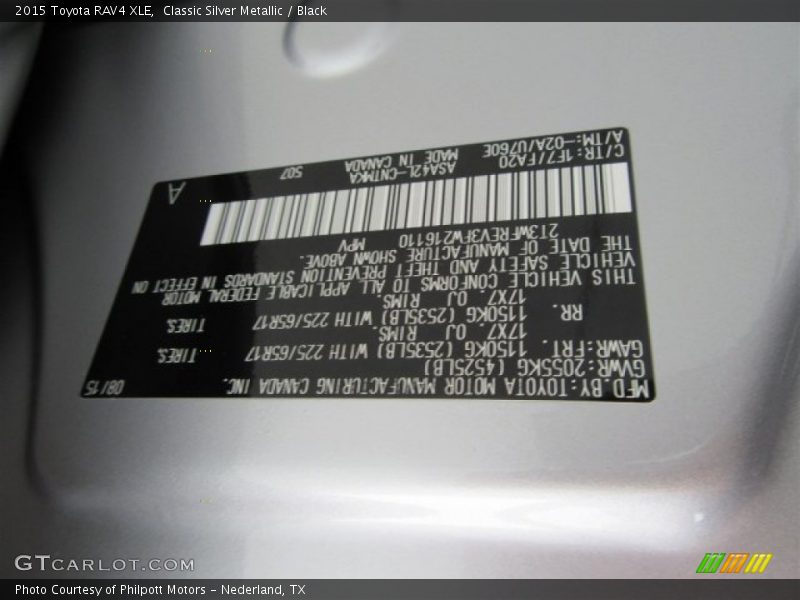 2015 Toyota RAV4 XLE, Classic Silver Metallic / Black
MFD.BY:TOYOTA MOTOR MANUFACTURING CANADA INC. 08/15
GVWR:2055KG (4525LB)
GAWR:FRT. 1150KG (2535LB) WITH 225/65R17 TIRES,
17X7 .0J RIMS.
RR. 1150KG (2535LB) WITH 225/65R17 TIRES,
17X7 .0J RIMS.
THIS VEHICLE CONFORMS TO ALL APPLICABLE FEDERAL MOTOR
VEHICLE SAFETY AND THEFT PREVENTION STANDARDS IN EFFECT ON
THE DATE OF MANUFACTURE SHOWN ABOVE.
2T3WFREV3FW216110 MPV
C/TR:1F7/FA20 ASA42L-CNTHKA 507 A
A/TM:-02A/U760E MADE IN CANADA
GTCARLOT.COM
Photo Courtesy of Philpott Motors - Nederland, TX